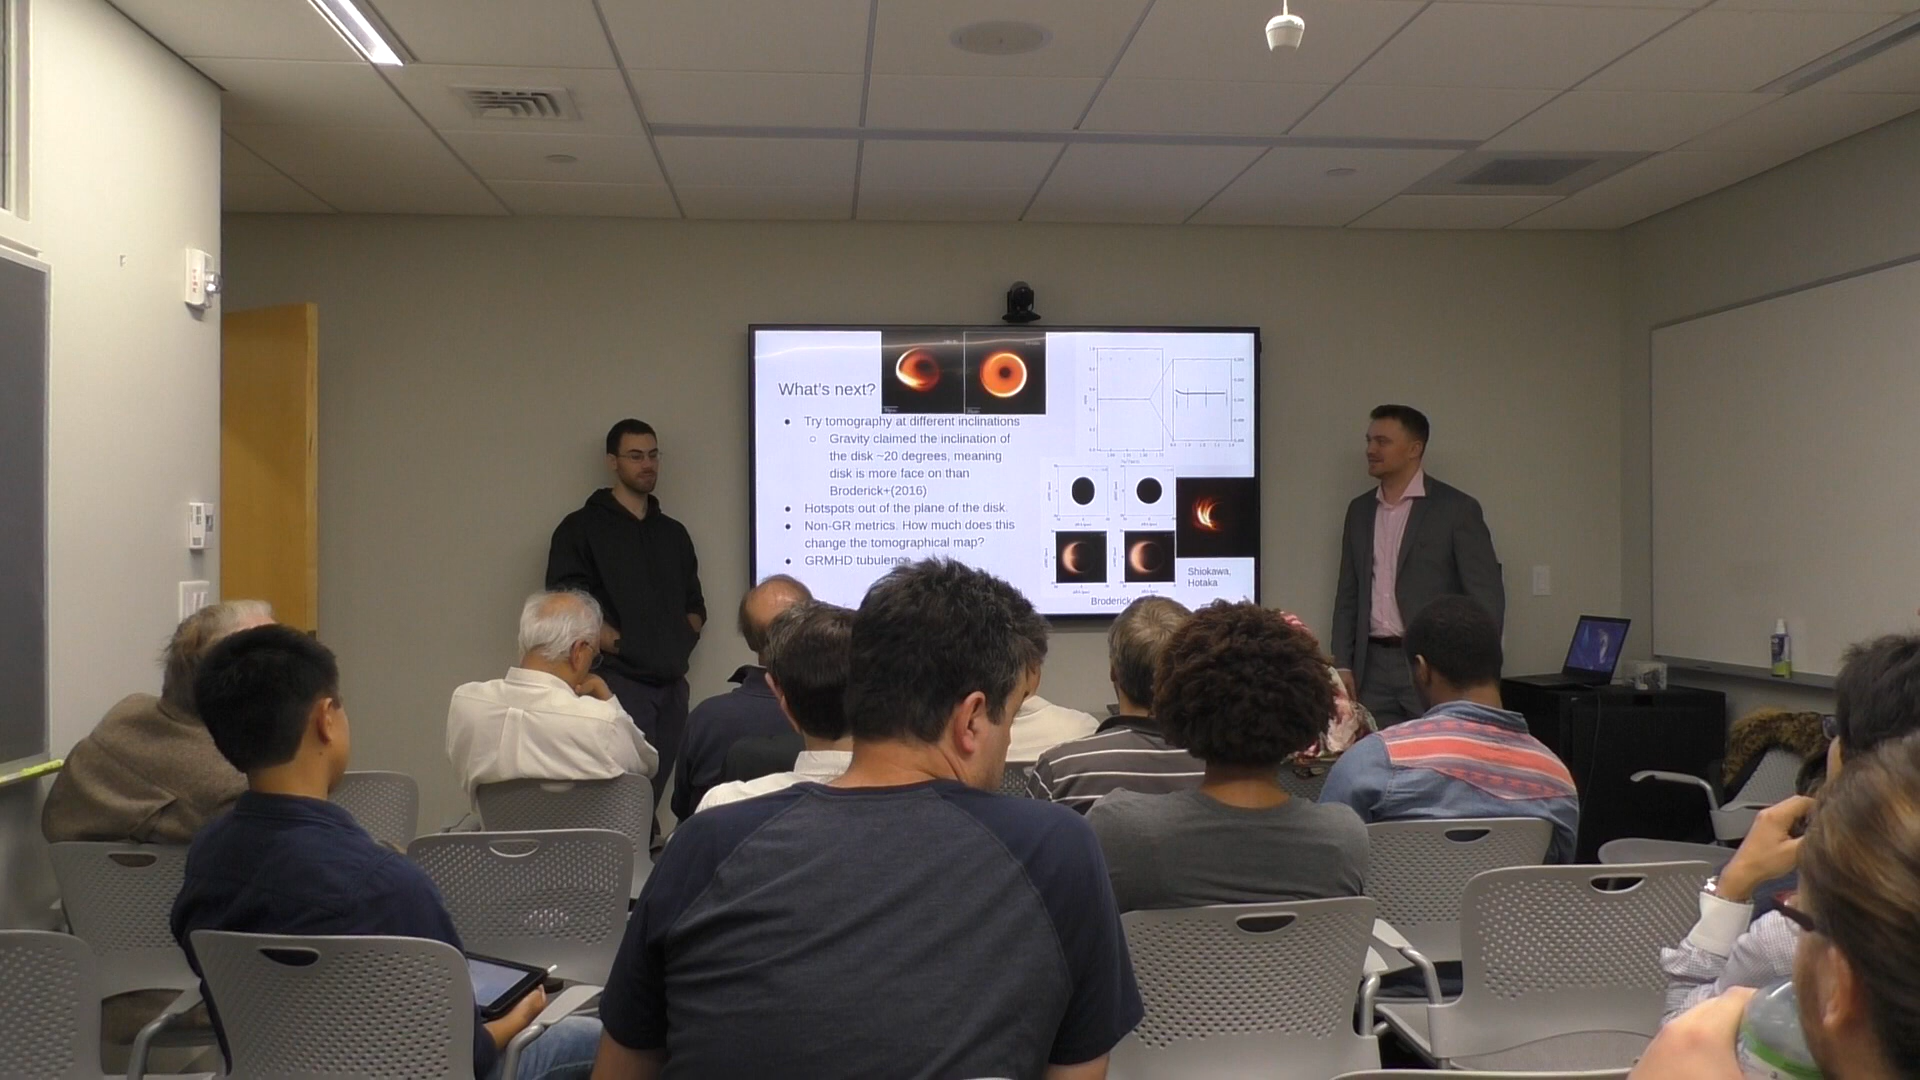 What's next?
Try tomography at different inclinations
Gravity claimed the inclination of
the disk ~20 degrees, meaning
disk is more face on than
Broderick+(2016)
Hotspots out of the plane of the disk.
Non-GR metrics. How much does this
change the tomographical map?
GRMHD tubulence
Shiokawa,
Hotaka
Broderick+